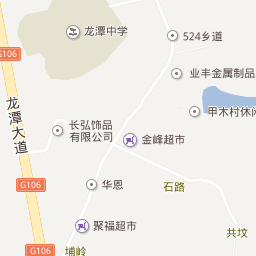 龙潭中学
G106
524乡道
业丰金属制品
甲木村休闲
龙潭大道
长弘饰品
有限公司
金峰超市
G106
华恩
石路
聚福超市
共坟
G106
埔岭